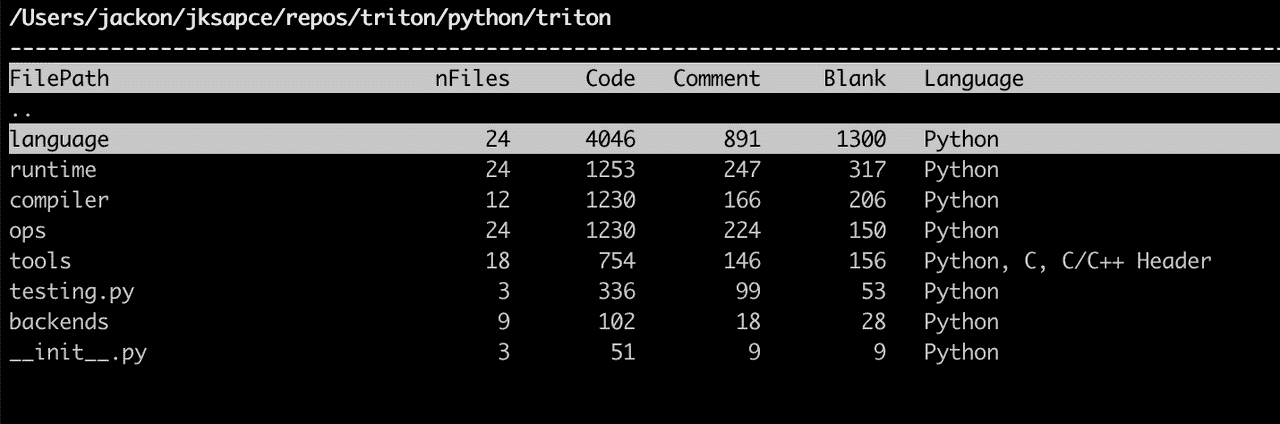 /Users/jackon/jksapce/repos/triton/python/triton
--------------------------------------------------------------------------------------------------------
FilePath nFiles Code Comment Blank Language
..
language 24 4046 891 1300 Python
runtime 24 1253 247 317 Python
compiler 12 1230 166 206 Python
ops 24 1230 224 150 Python
tools 18 754 146 156 Python, C, C/C++ Header
testing.py 3 336 99 53 Python
backends 9 102 18 28 Python
__init__.py 3 51 9 9 Python